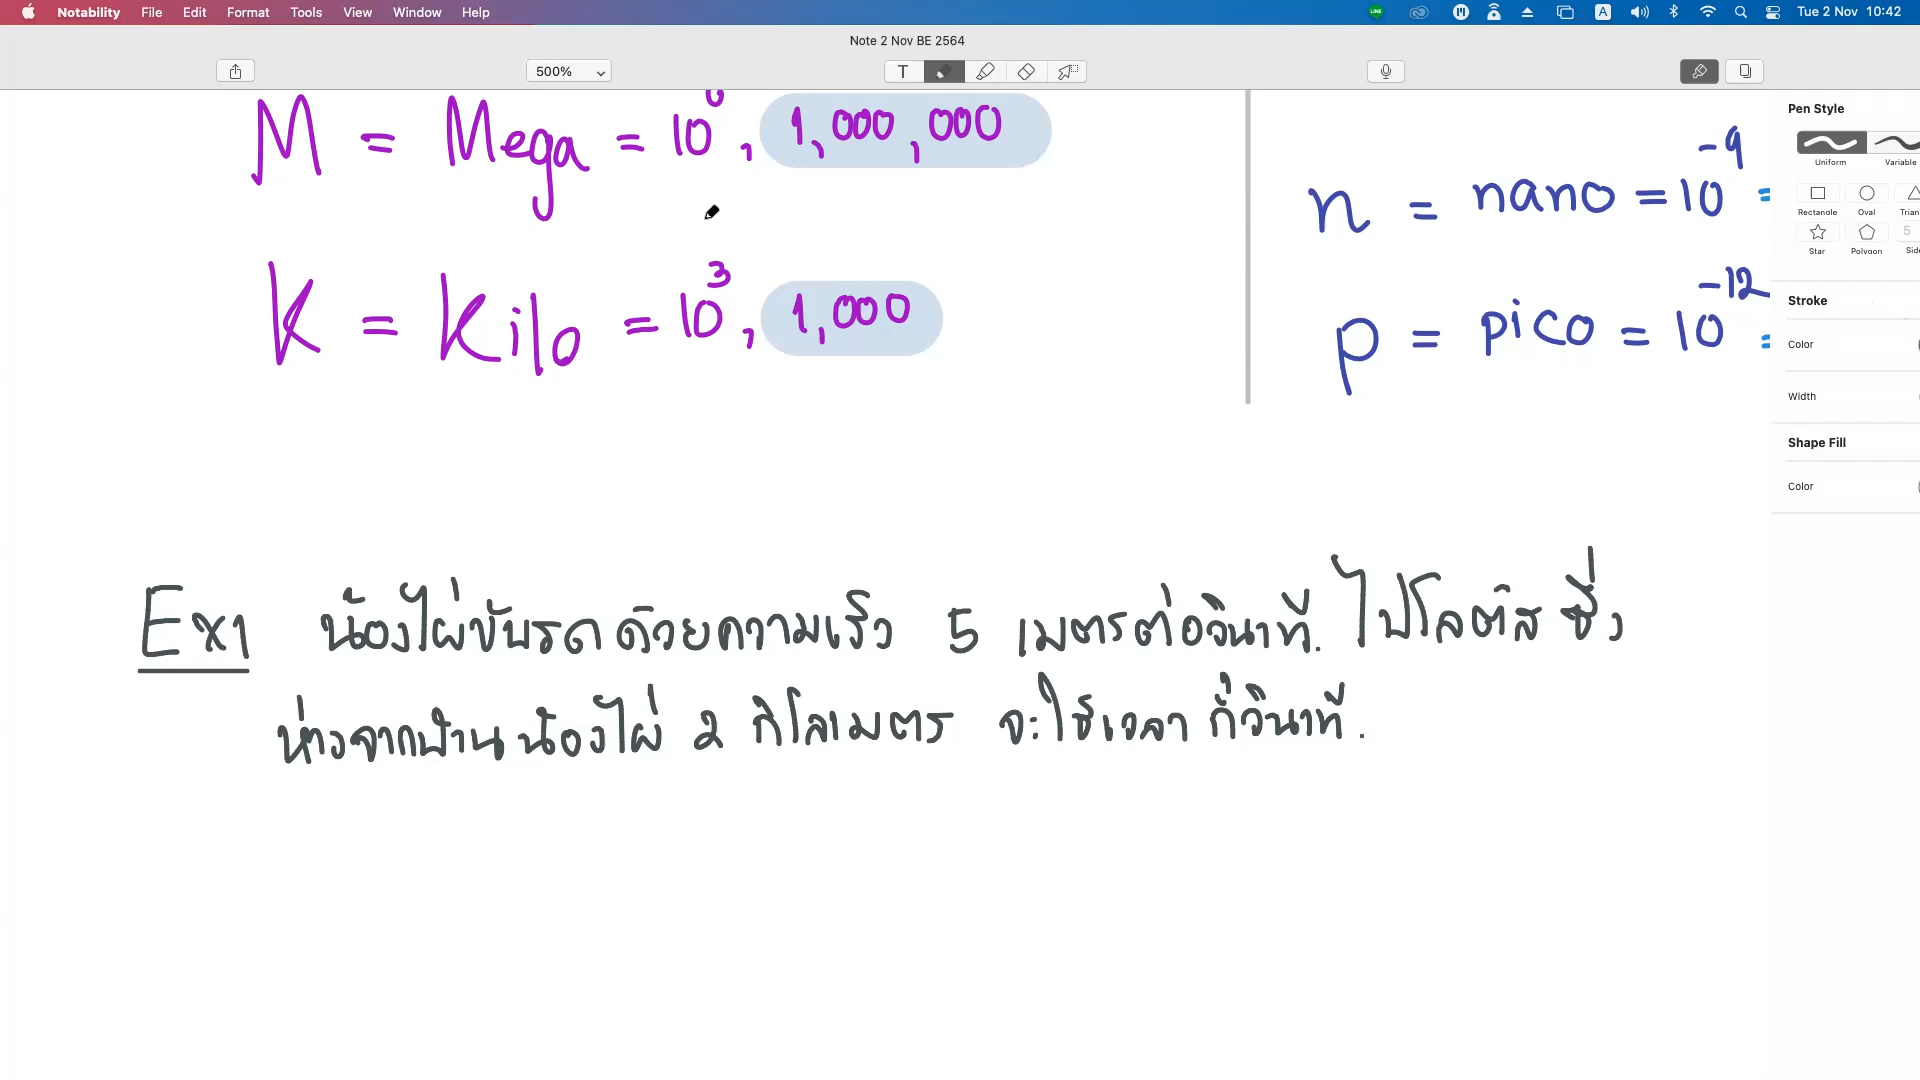 Notability File Edit Format Tools View Window Help LINE A Tue 2 Nov 10:42
Note 2 Nov BE 2564
500% T
M = Mega = 10⁶, 1,000,000
K = Kilo = 10³, 1,000
n = nano = 10⁻⁹ =
p = pico = 10⁻¹² =
Pen Style
Uniform Variable
Rectangle Oval Trian
Star Polygon Side
5
Stroke
Color
Width
Shape Fill
Color
Ex1 น้องไผ่ขับรถด้วยความเร็ว 5 เมตรต่อวินาที. ไปโลตัส ซึ่ง
ห่างจากบ้านน้องไผ่ 2 กิโลเมตร จะใช้เวลา กี่วินาที.